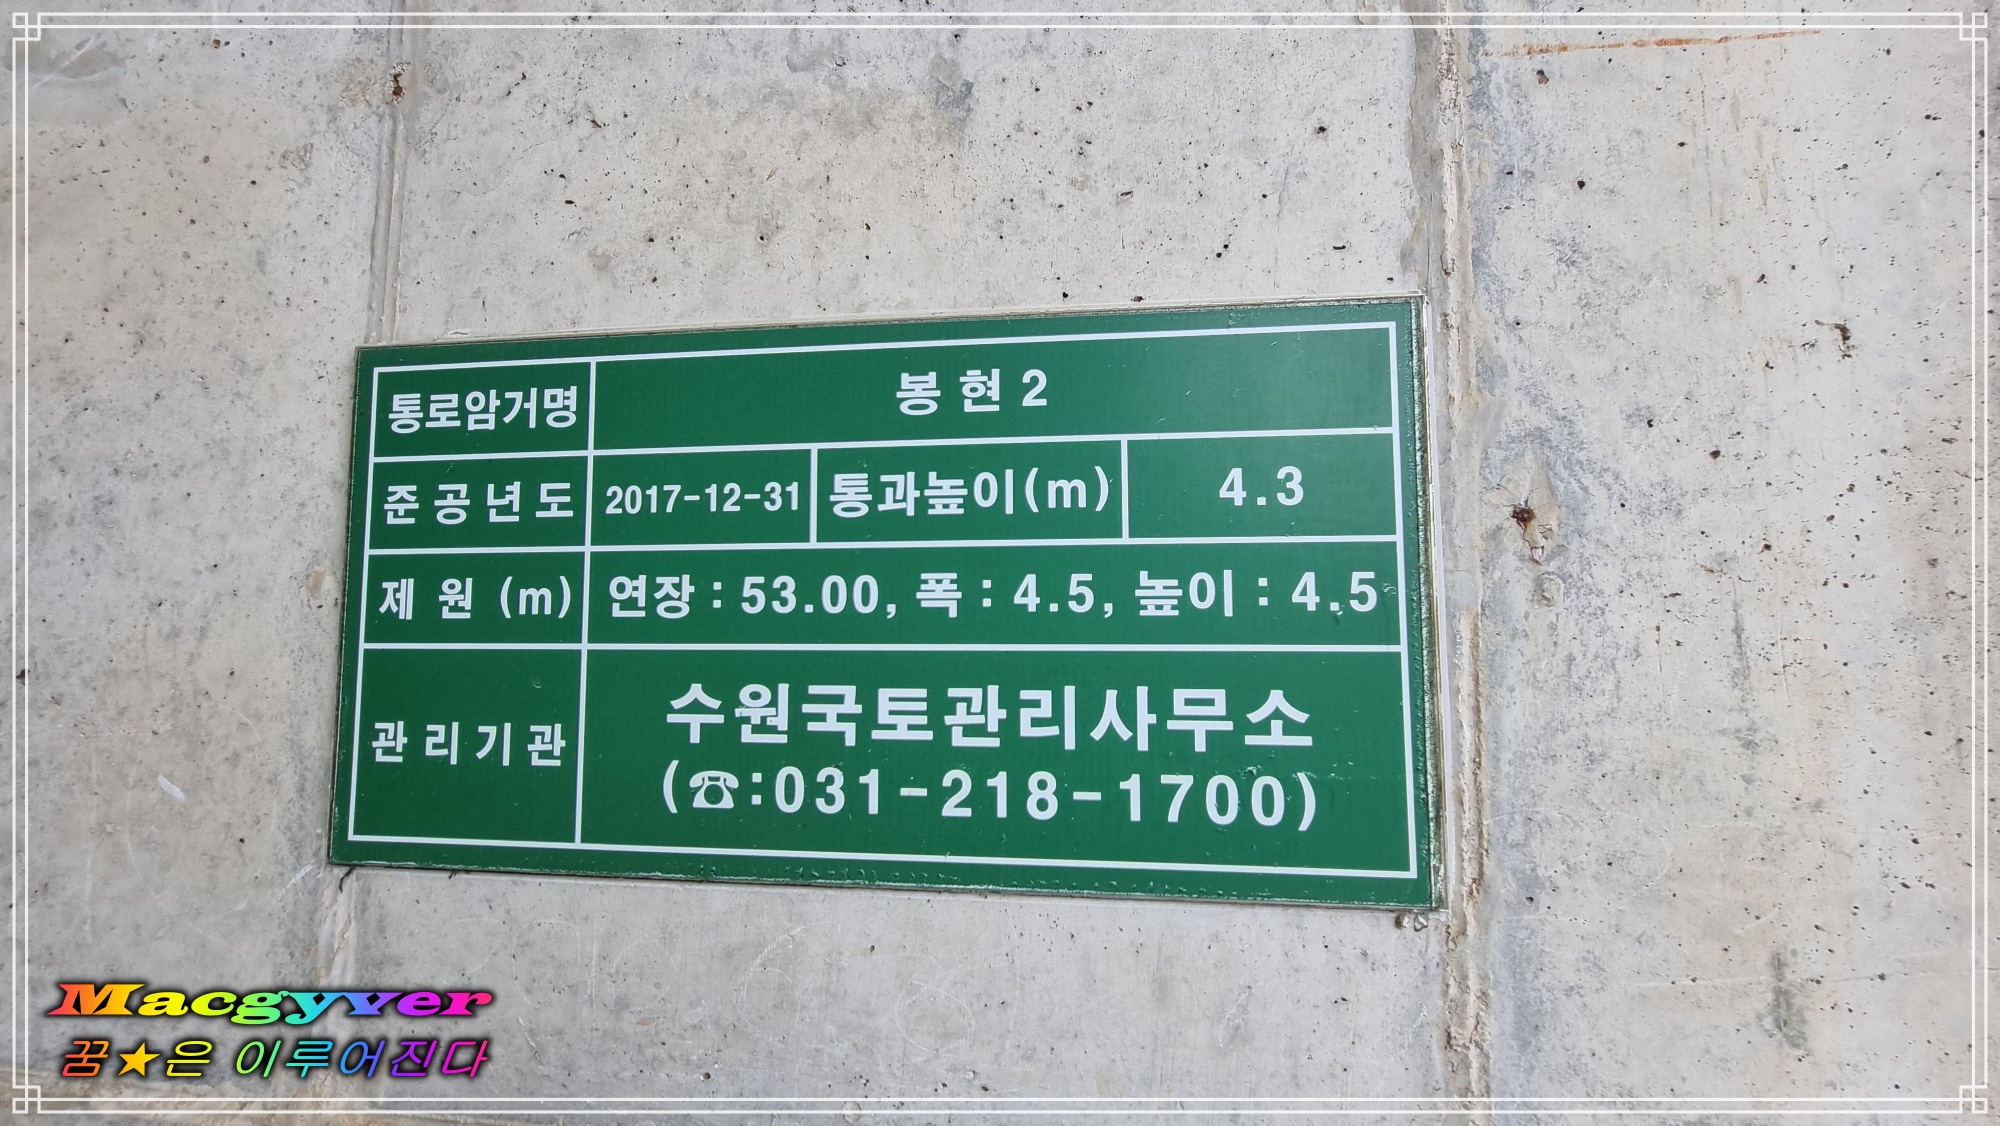 통로암거명 봉현2
준공년도 2017-12-31 통과높이(m) 4.3
제원(m) 연장 : 53.00, 폭 : 4.5, 높이 : 4.5
관리기관 수원국토관리사무소
(☎:031-218-1700)
Macgyver
꿈★은 이루어진다